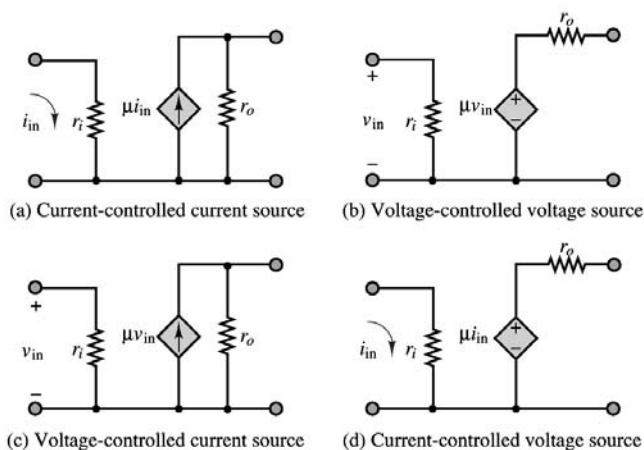 r_o
+
i_in r_i μi_in r_o
v_in r_i μv_in + −
−
(a) Current-controlled current source (b) Voltage-controlled voltage source
r_o
+
v_in r_i μv_in r_o
i_in r_i μi_in + −
−
(c) Voltage-controlled current source (d) Current-controlled voltage source